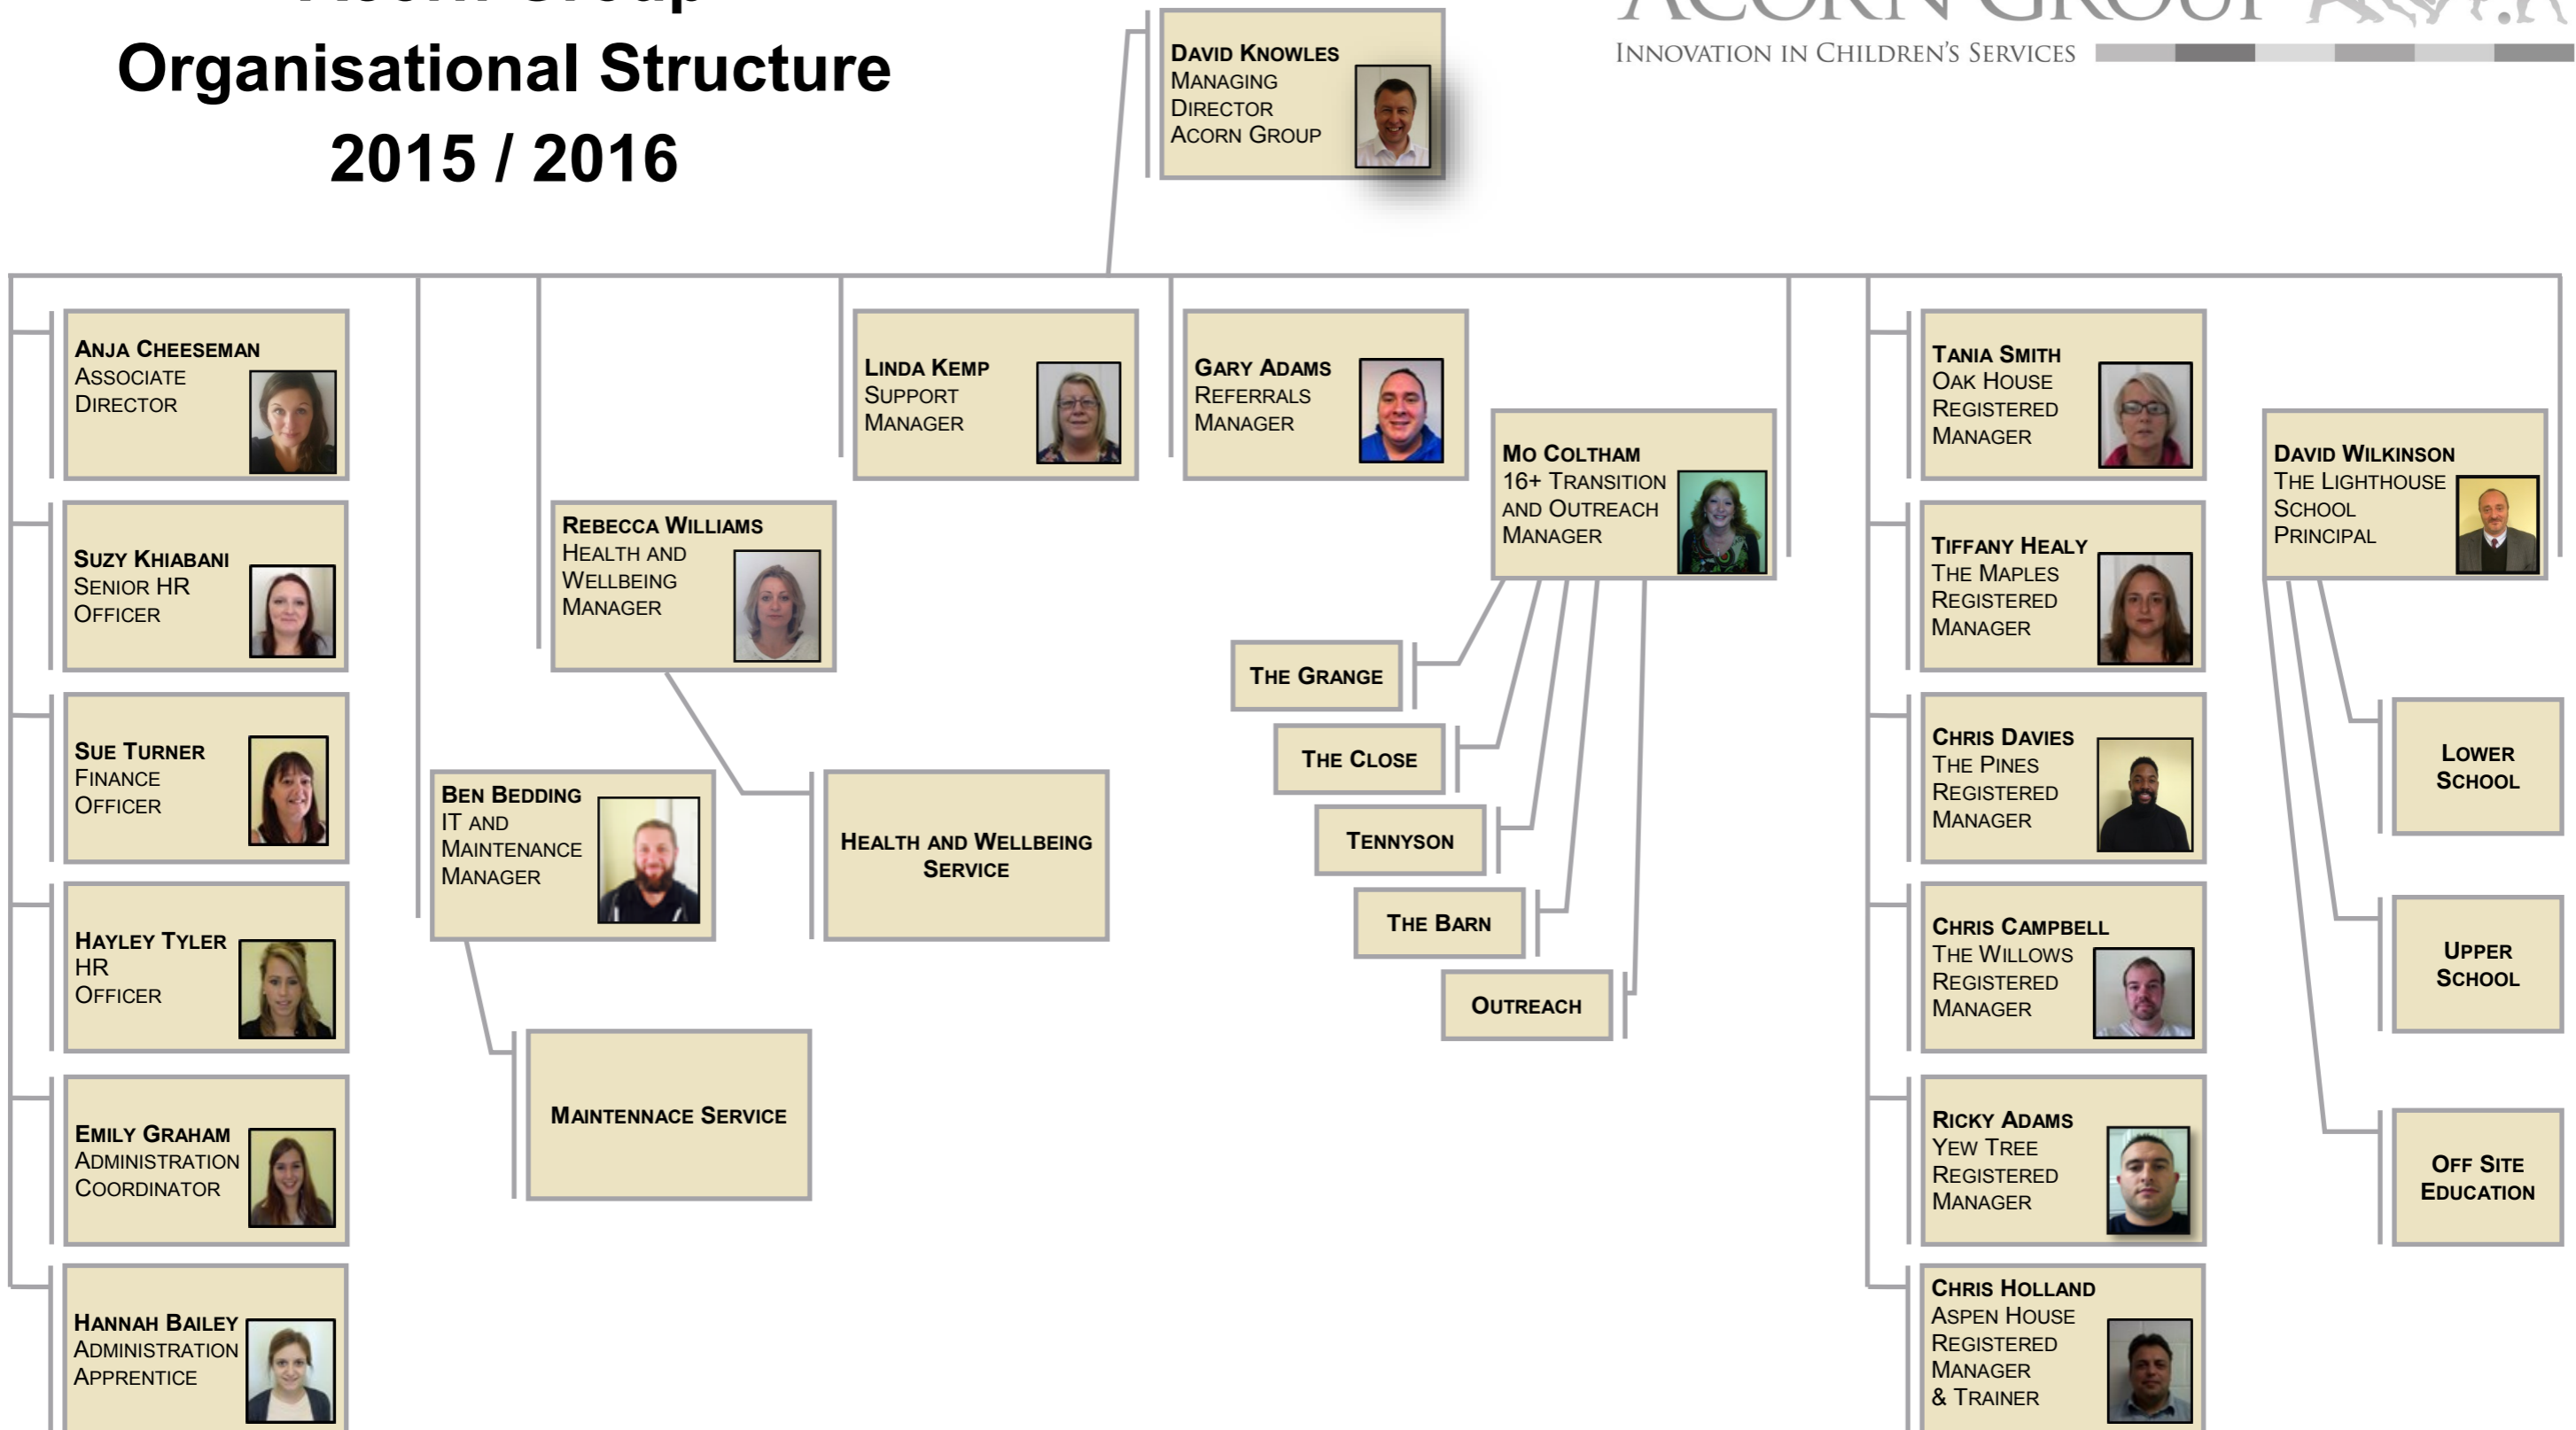 Acorn Group
Organisational Structure
2015 / 2016
ACORN GROUP
INNOVATION IN CHILDREN'S SERVICES
DAVID KNOWLES
MANAGING
DIRECTOR
ACORN GROUP
ANJA CHEESEMAN
ASSOCIATE
DIRECTOR
SUZY KHIABANI
SENIOR HR
OFFICER
SUE TURNER
FINANCE
OFFICER
HAYLEY TYLER
HR
OFFICER
EMILY GRAHAM
ADMINISTRATION
COORDINATOR
HANNAH BAILEY
ADMINISTRATION
APPRENTICE
BEN BEDDING
IT AND
MAINTENANCE
MANAGER
MAINTENNACE SERVICE
REBECCA WILLIAMS
HEALTH AND
WELLBEING
MANAGER
HEALTH AND WELLBEING
SERVICE
LINDA KEMP
SUPPORT
MANAGER
GARY ADAMS
REFERRALS
MANAGER
MO COLTHAM
16+ TRANSITION
AND OUTREACH
MANAGER
THE GRANGE
THE CLOSE
TENNYSON
THE BARN
OUTREACH
TANIA SMITH
OAK HOUSE
REGISTERED
MANAGER
TIFFANY HEALY
THE MAPLES
REGISTERED
MANAGER
CHRIS DAVIES
THE PINES
REGISTERED
MANAGER
CHRIS CAMPBELL
THE WILLOWS
REGISTERED
MANAGER
RICKY ADAMS
YEW TREE
REGISTERED
MANAGER
CHRIS HOLLAND
ASPEN HOUSE
REGISTERED
MANAGER
& TRAINER
DAVID WILKINSON
THE LIGHTHOUSE
SCHOOL
PRINCIPAL
LOWER
SCHOOL
UPPER
SCHOOL
OFF SITE
EDUCATION